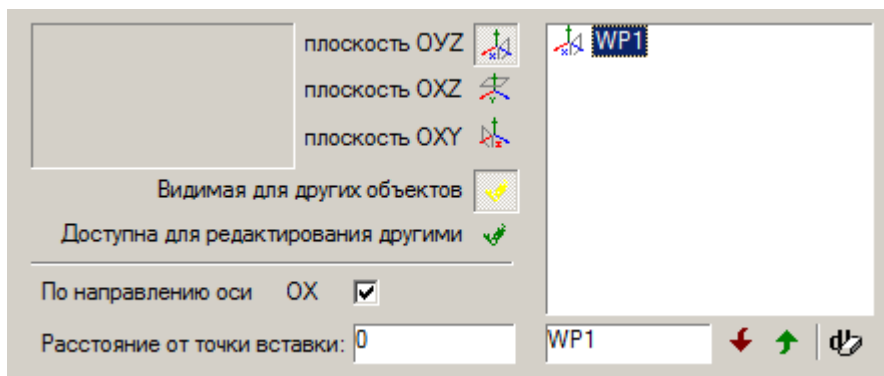 плоскость ОУZ
WP1
плоскость OXZ
плоскость OXY
Видимая для других объектов
Доступна для редактирования другими
По направлению оси OX
Расстояние от точки вставки: 0
WP1